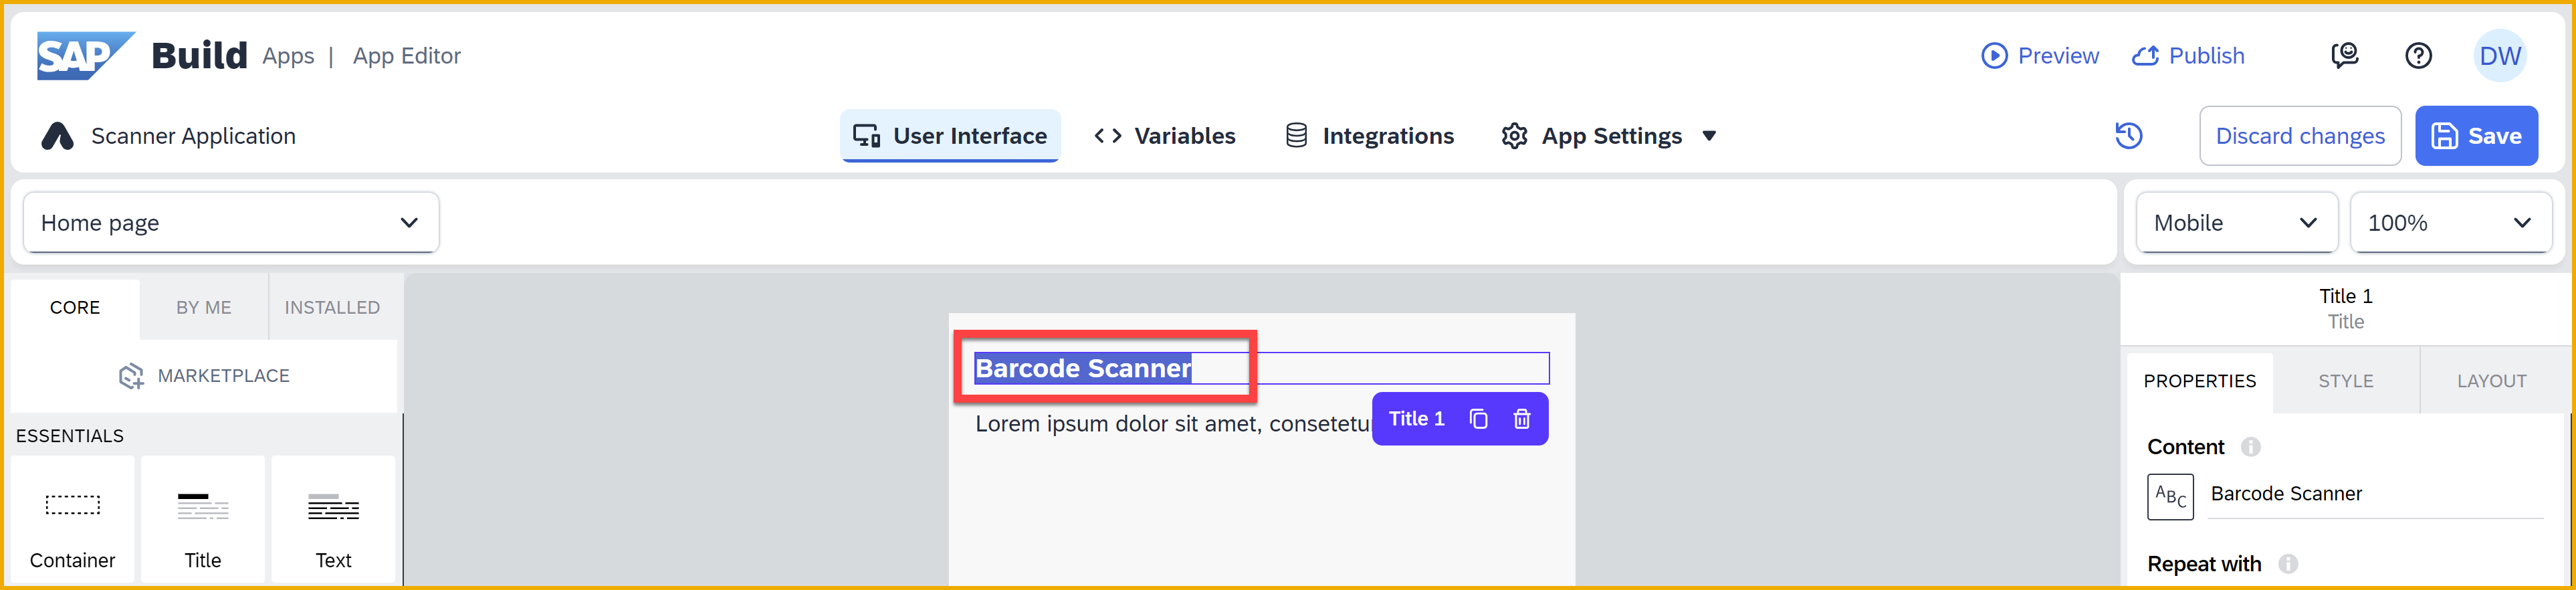 SAP Build Apps | App Editor
Preview Publish DW
Scanner Application
User Interface Variables Integrations App Settings
Discard changes Save
Home page
Mobile 100%
CORE BY ME INSTALLED
MARKETPLACE
ESSENTIALS
Container Title Text
Barcode Scanner
Lorem ipsum dolor sit amet, consetetu
Title 1
Title 1
Title
PROPERTIES STYLE LAYOUT
Content
ABC Barcode Scanner
Repeat with